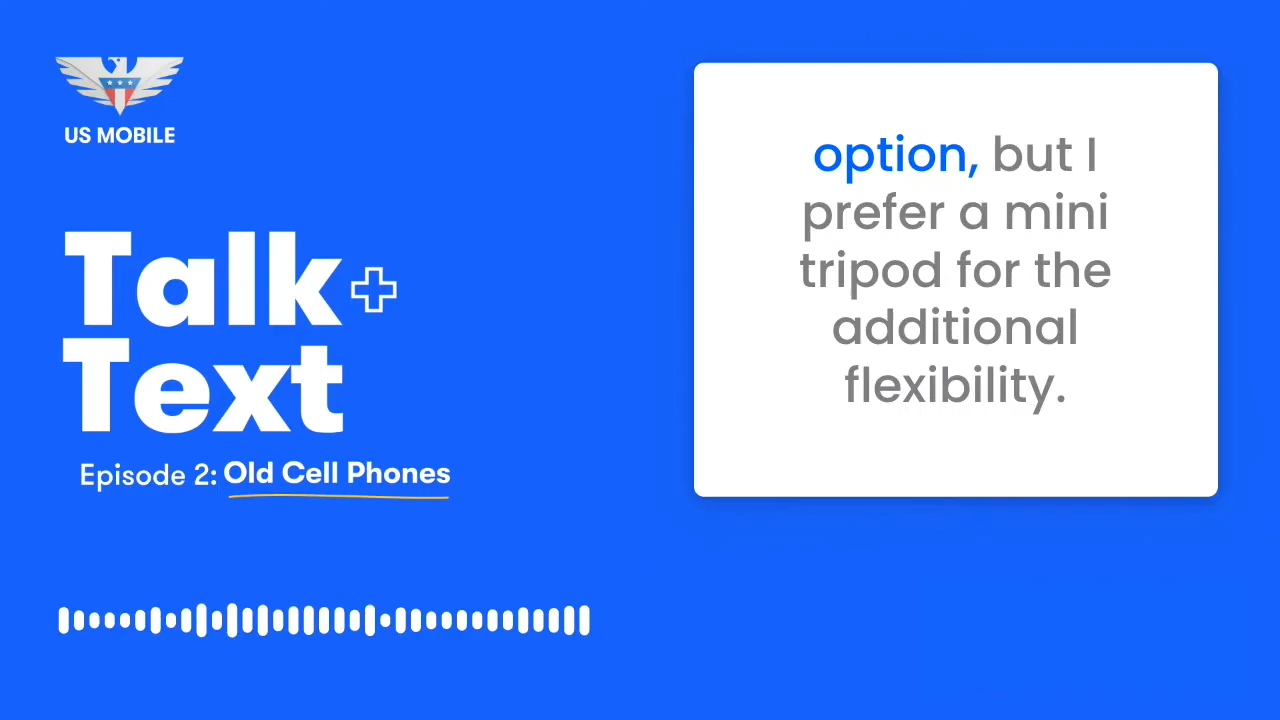 US MOBILE
Talk+
Text
Episode 2: Old Cell Phones
option, but I
prefer a mini
tripod for the
additional
flexibility.